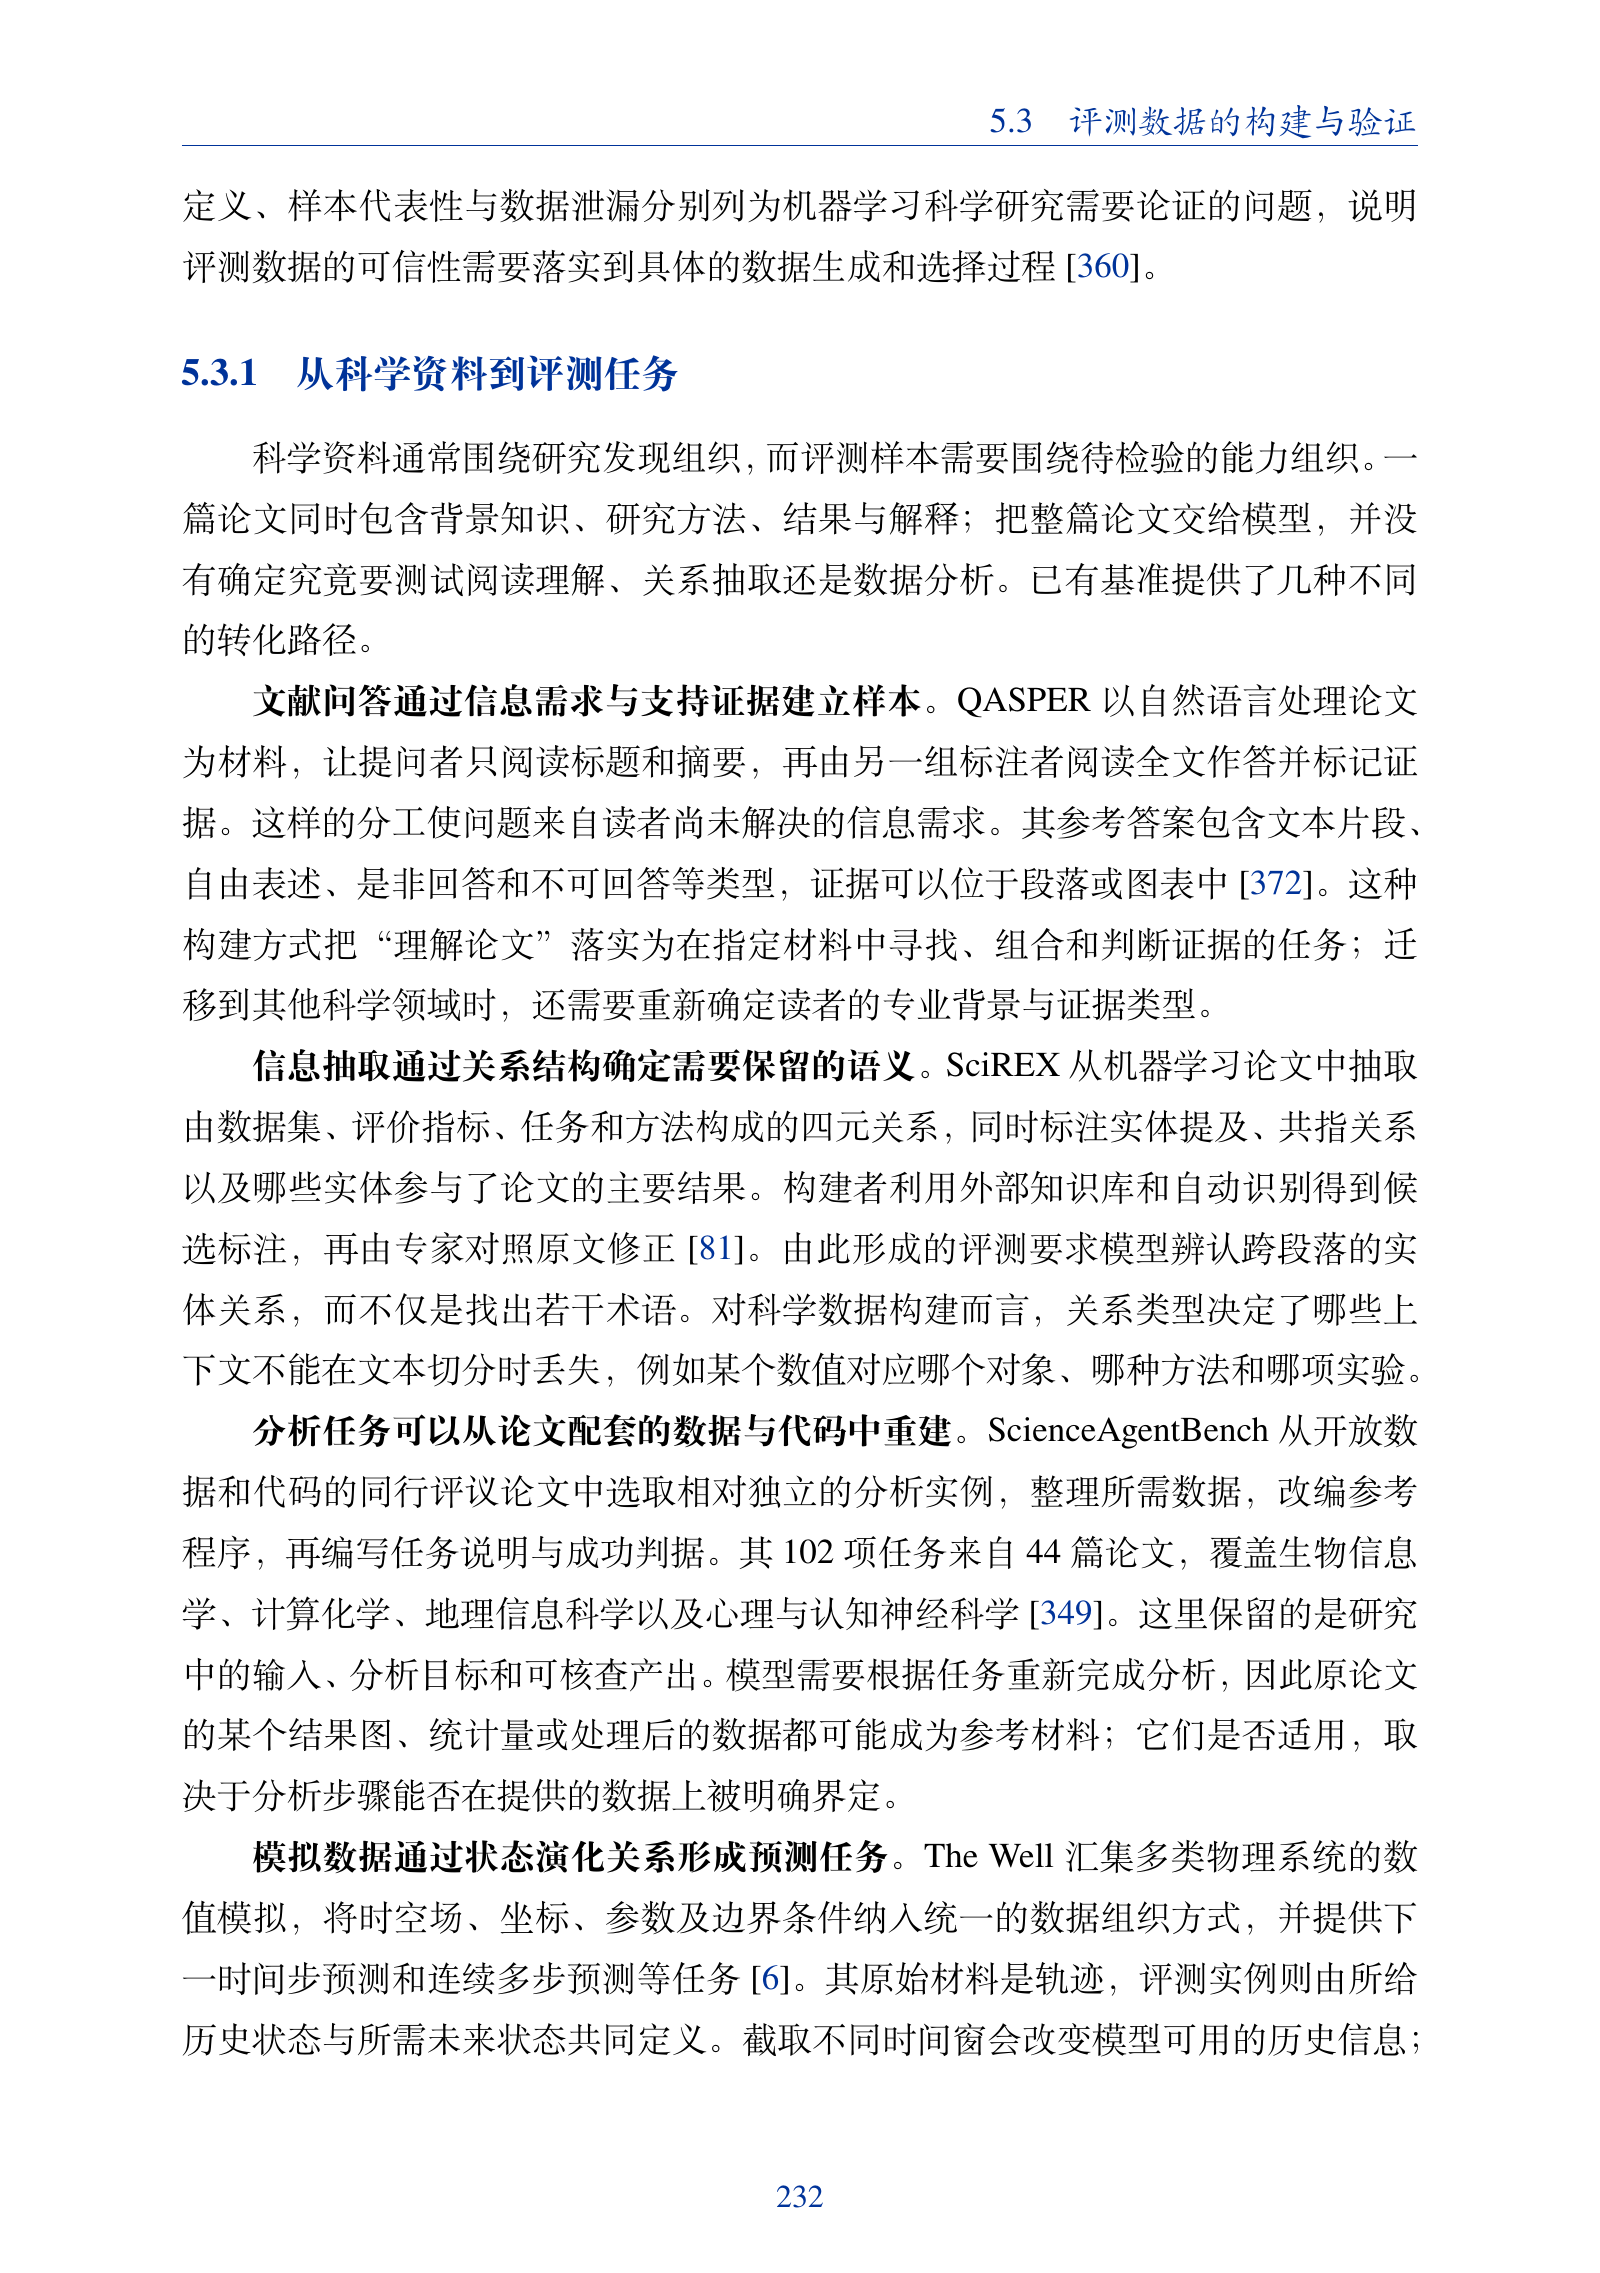 5.3 评测数据的构建与验证
定义、样本代表性与数据泄漏分别列为机器学习科学研究需要论证的问题，说明
评测数据的可信性需要落实到具体的数据生成和选择过程 [360]。
5.3.1 从科学资料到评测任务
科学资料通常围绕研究发现组织，而评测样本需要围绕待检验的能力组织。一
篇论文同时包含背景知识、研究方法、结果与解释；把整篇论文交给模型，并没
有确定究竟要测试阅读理解、关系抽取还是数据分析。已有基准提供了几种不同
的转化路径。
文献问答通过信息需求与支持证据建立样本。QASPER 以自然语言处理论文
为材料，让提问者只阅读标题和摘要，再由另一组标注者阅读全文作答并标记证
据。这样的分工使问题来自读者尚未解决的信息需求。其参考答案包含文本片段、
自由表述、是非回答和不可回答等类型，证据可以位于段落或图表中 [372]。这种
构建方式把“理解论文”落实为在指定材料中寻找、组合和判断证据的任务；迁
移到其他科学领域时，还需要重新确定读者的专业背景与证据类型。
信息抽取通过关系结构确定需要保留的语义。SciREX 从机器学习论文中抽取
由数据集、评价指标、任务和方法构成的四元关系，同时标注实体提及、共指关系
以及哪些实体参与了论文的主要结果。构建者利用外部知识库和自动识别得到候
选标注，再由专家对照原文修正 [81]。由此形成的评测要求模型辨认跨段落的实
体关系，而不仅是找出若干术语。对科学数据构建而言，关系类型决定了哪些上
下文不能在文本切分时丢失，例如某个数值对应哪个对象、哪种方法和哪项实验。
分析任务可以从论文配套的数据与代码中重建。ScienceAgentBench 从开放数
据和代码的同行评议论文中选取相对独立的分析实例，整理所需数据，改编参考
程序，再编写任务说明与成功判据。其 102 项任务来自 44 篇论文，覆盖生物信息
学、计算化学、地理信息科学以及心理与认知神经科学 [349]。这里保留的是研究
中的输入、分析目标和可核查产出。模型需要根据任务重新完成分析，因此原论文
的某个结果图、统计量或处理后的数据都可能成为参考材料；它们是否适用，取
决于分析步骤能否在提供的数据上被明确界定。
模拟数据通过状态演化关系形成预测任务。The Well 汇集多类物理系统的数
值模拟，将时空场、坐标、参数及边界条件纳入统一的数据组织方式，并提供下
一时间步预测和连续多步预测等任务 [6]。其原始材料是轨迹，评测实例则由所给
历史状态与所需未来状态共同定义。截取不同时间窗会改变模型可用的历史信息；
232